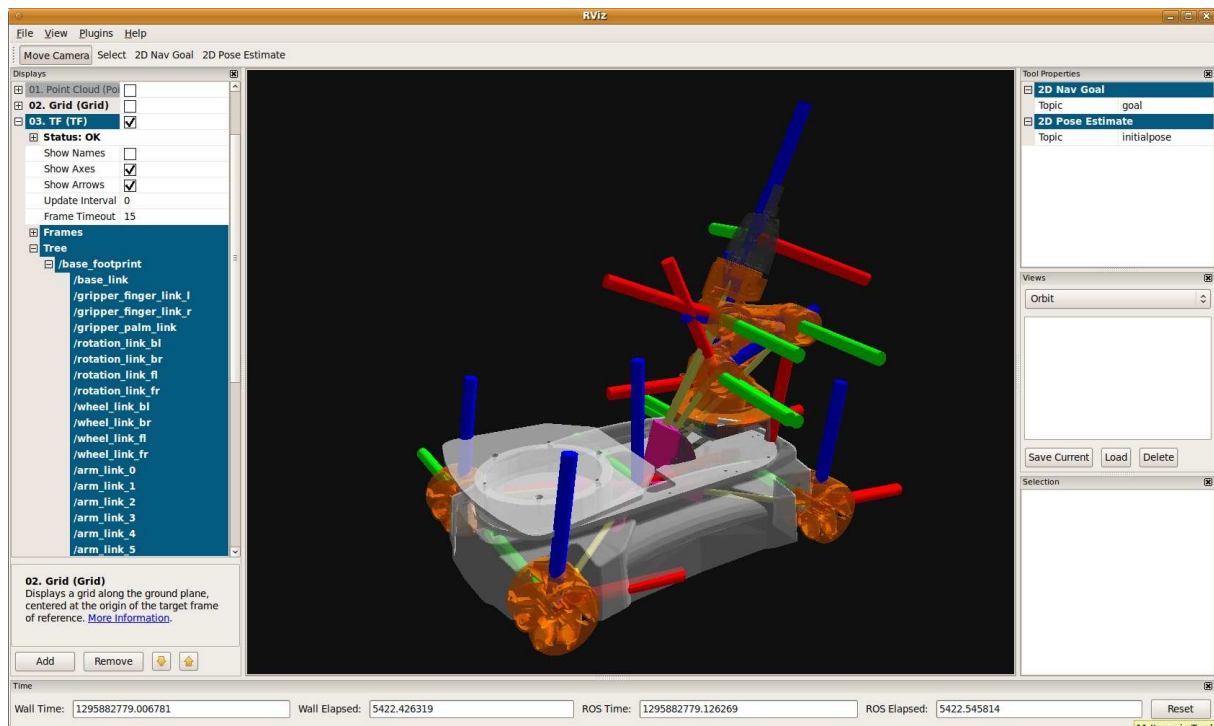 RViz
File View Plugins Help
Move Camera Select 2D Nav Goal 2D Pose Estimate
Displays
01. Point Cloud (Poi
02. Grid (Grid)
03. TF (TF)
Status: OK
Show Names
Show Axes
Show Arrows
Update Interval 0
Frame Timeout 15
Frames
Tree
/base_footprint
/base_link
/gripper_finger_link_l
/gripper_finger_link_r
/gripper_palm_link
/rotation_link_bl
/rotation_link_br
/rotation_link_fl
/rotation_link_fr
/wheel_link_bl
/wheel_link_br
/wheel_link_fl
/wheel_link_fr
/arm_link_0
/arm_link_1
/arm_link_2
/arm_link_3
/arm_link_4
/arm_link_5
02. Grid (Grid)
Displays a grid along the ground plane,
centered at the origin of the target frame
of reference. More Information.
Add Remove
Tool Properties
2D Nav Goal
Topic goal
2D Pose Estimate
Topic initialpose
Views
Orbit
Save Current Load Delete
Selection
Time
Wall Time: 1295882779.006781 Wall Elapsed: 5422.426319 ROS Time: 1295882779.126269 ROS Elapsed: 5422.545814 Reset